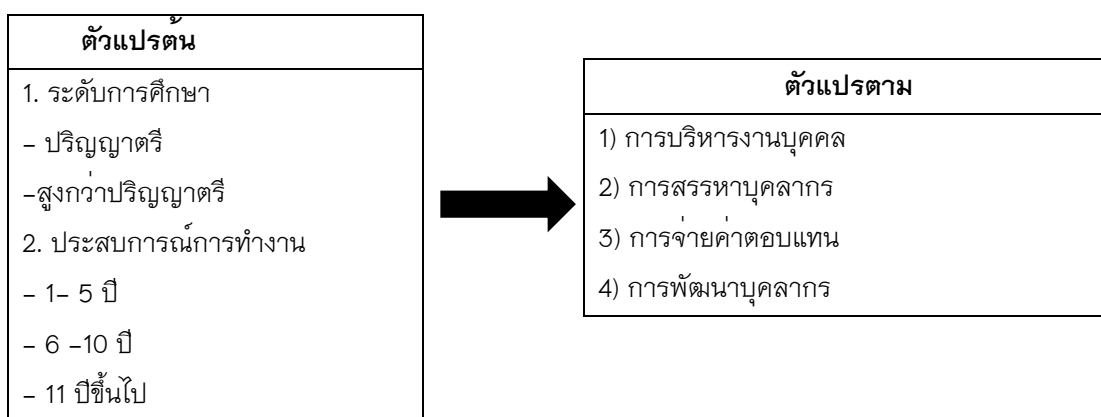 ตัวแปรต้น
1. ระดับการศึกษา
– ปริญญาตรี
–สูงกว่าปริญญาตรี
2. ประสบการณ์การทำงาน
– 1– 5 ปี
– 6 –10 ปี
– 11 ปีขึ้นไป
ตัวแปรตาม
1) การบริหารงานบุคคล
2) การสรรหาบุคลากร
3) การจ่ายค่าตอบแทน
4) การพัฒนาบุคลากร